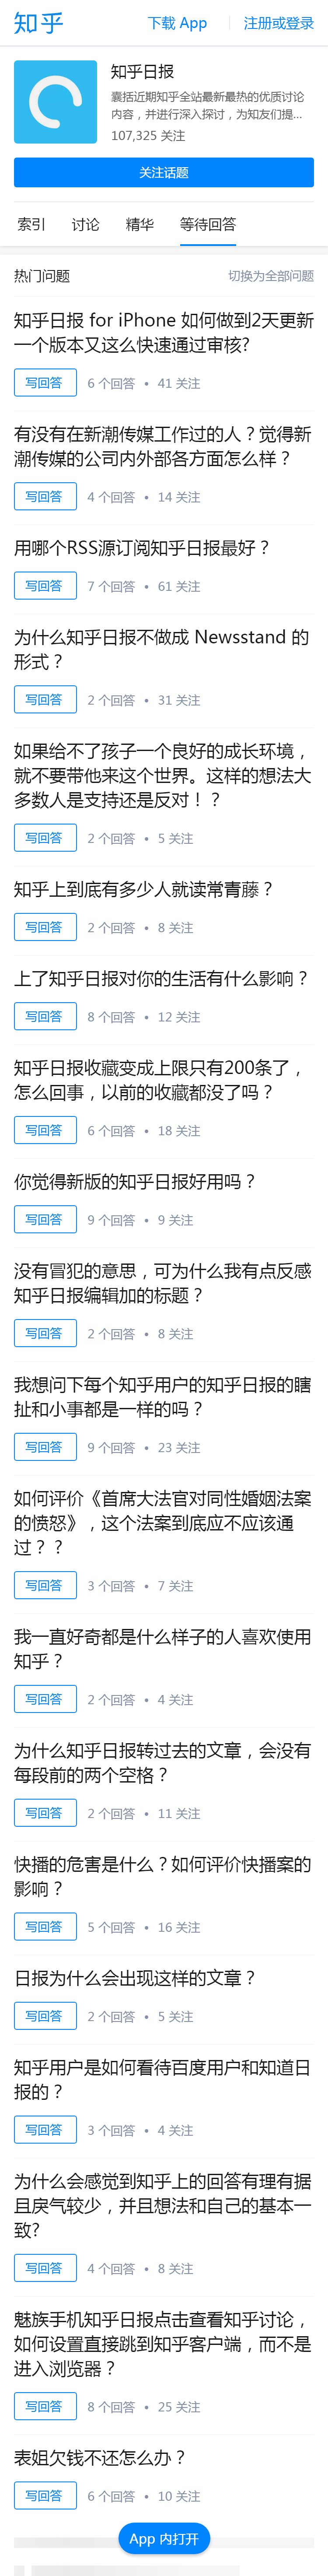 知乎
下载 App 注册或登录
知乎日报
囊括近期知乎全站最新最热的优质讨论
内容，并进行深入探讨，为知友们提...
107,325 关注
关注话题
索引 讨论 精华 等待回答
热门问题 切换为全部问题
知乎日报 for iPhone 如何做到2天更新
一个版本又这么快速通过审核?
写回答 6 个回答 • 41 关注
有没有在新潮传媒工作过的人？觉得新
潮传媒的公司内外部各方面怎么样？
写回答 4 个回答 • 14 关注
用哪个RSS源订阅知乎日报最好？
写回答 7 个回答 • 61 关注
为什么知乎日报不做成 Newsstand 的
形式？
写回答 2 个回答 • 31 关注
如果给不了孩子一个良好的成长环境，
就不要带他来这个世界。这样的想法大
多数人是支持还是反对！？
写回答 2 个回答 • 5 关注
知乎上到底有多少人就读常青藤？
写回答 2 个回答 • 8 关注
上了知乎日报对你的生活有什么影响？
写回答 8 个回答 • 12 关注
知乎日报收藏变成上限只有200条了，
怎么回事，以前的收藏都没了吗？
写回答 6 个回答 • 18 关注
你觉得新版的知乎日报好用吗？
写回答 9 个回答 • 9 关注
没有冒犯的意思，可为什么我有点反感
知乎日报编辑加的标题？
写回答 2 个回答 • 8 关注
我想问下每个知乎用户的知乎日报的瞎
扯和小事都是一样的吗？
写回答 9 个回答 • 23 关注
如何评价《首席大法官对同性婚姻法案
的愤怒》，这个法案到底应不应该通
过？？
写回答 3 个回答 • 7 关注
我一直好奇都是什么样子的人喜欢使用
知乎？
写回答 2 个回答 • 4 关注
为什么知乎日报转过去的文章，会没有
每段前的两个空格？
写回答 2 个回答 • 11 关注
快播的危害是什么？如何评价快播案的
影响？
写回答 5 个回答 • 16 关注
日报为什么会出现这样的文章？
写回答 2 个回答 • 5 关注
知乎用户是如何看待百度用户和知道日
报的？
写回答 3 个回答 • 4 关注
为什么会感觉到知乎上的回答有理有据
且戾气较少，并且想法和自己的基本一
致?
写回答 4 个回答 • 8 关注
魅族手机知乎日报点击查看知乎讨论，
如何设置直接跳到知乎客户端，而不是
进入浏览器？
写回答 8 个回答 • 25 关注
表姐欠钱不还怎么办？
写回答 6 个回答 • 10 关注
App 内打开